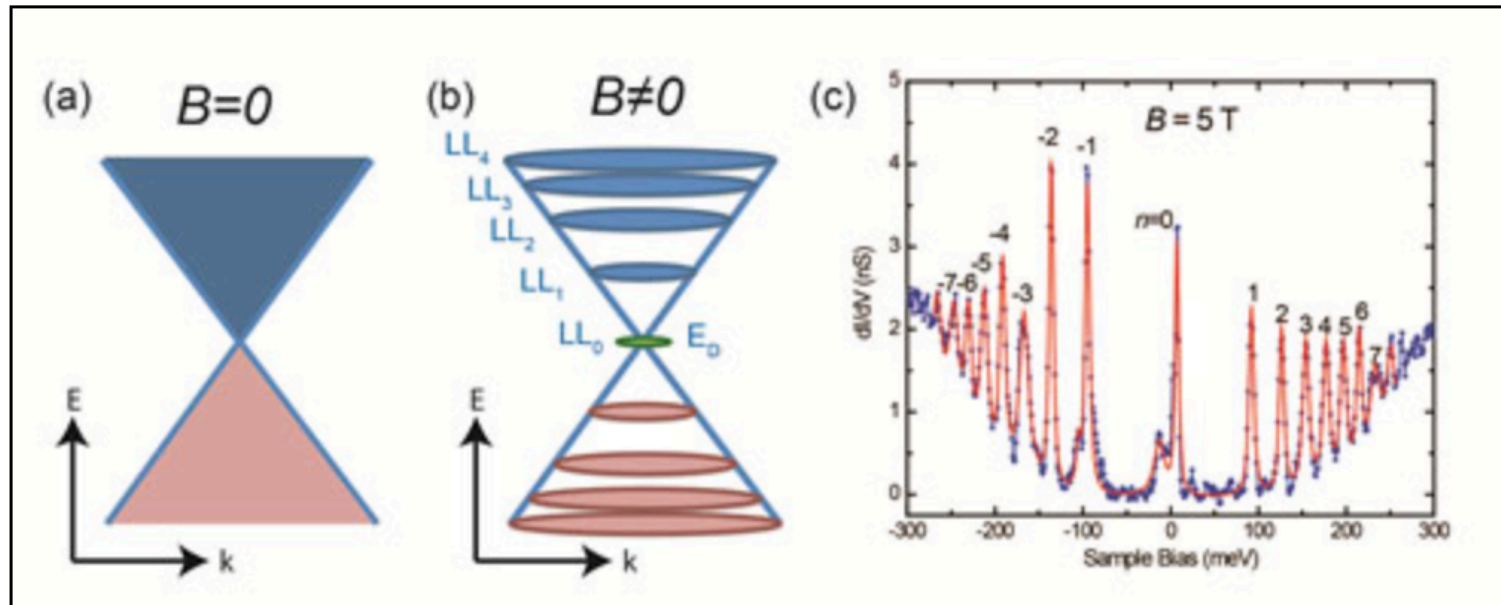 (a)
B=0
E
k
(b)
B≠0
LL₄
LL₃
LL₂
LL₁
LL₀
E_D
E
k
(c)
B = 5 T
-2
-1
n=0
-4
-7
-6
-5
-3
1
2
3
4
5
6
7
dI/dV (nS)
5
4
3
2
1
0
-300
-200
-100
0
100
200
300
Sample Bias (meV)